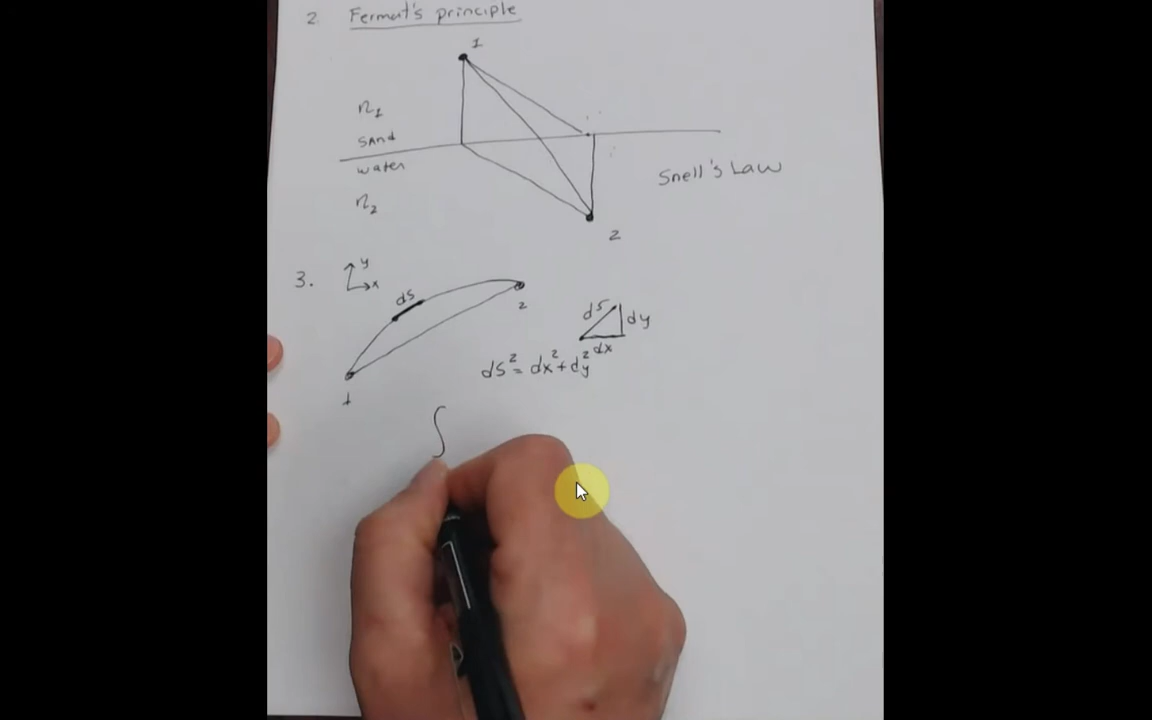 2 Fermat's principle
1
n1
SAnd
water
n2
Snell's Law
2
3.
y
x
dS
2
1
dS
dy
dx
dS²= dx²+dy²
∫